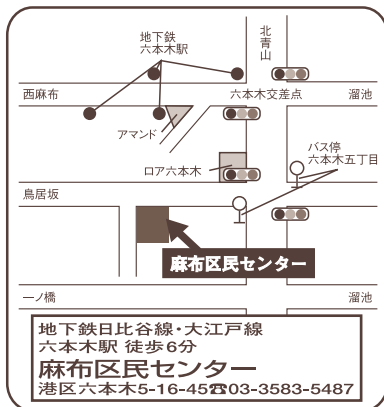 地下鉄
六本木駅
北青山
西麻布
六本木交差点
溜池
アマンド
バス停
六本木五丁目
ロア六本木
鳥居坂
麻布区民センター
一ノ橋
溜池
地下鉄日比谷線・大江戸線
六本木駅 徒歩6分
麻布区民センター
港区六本木5-16-45☎03-3583-5487